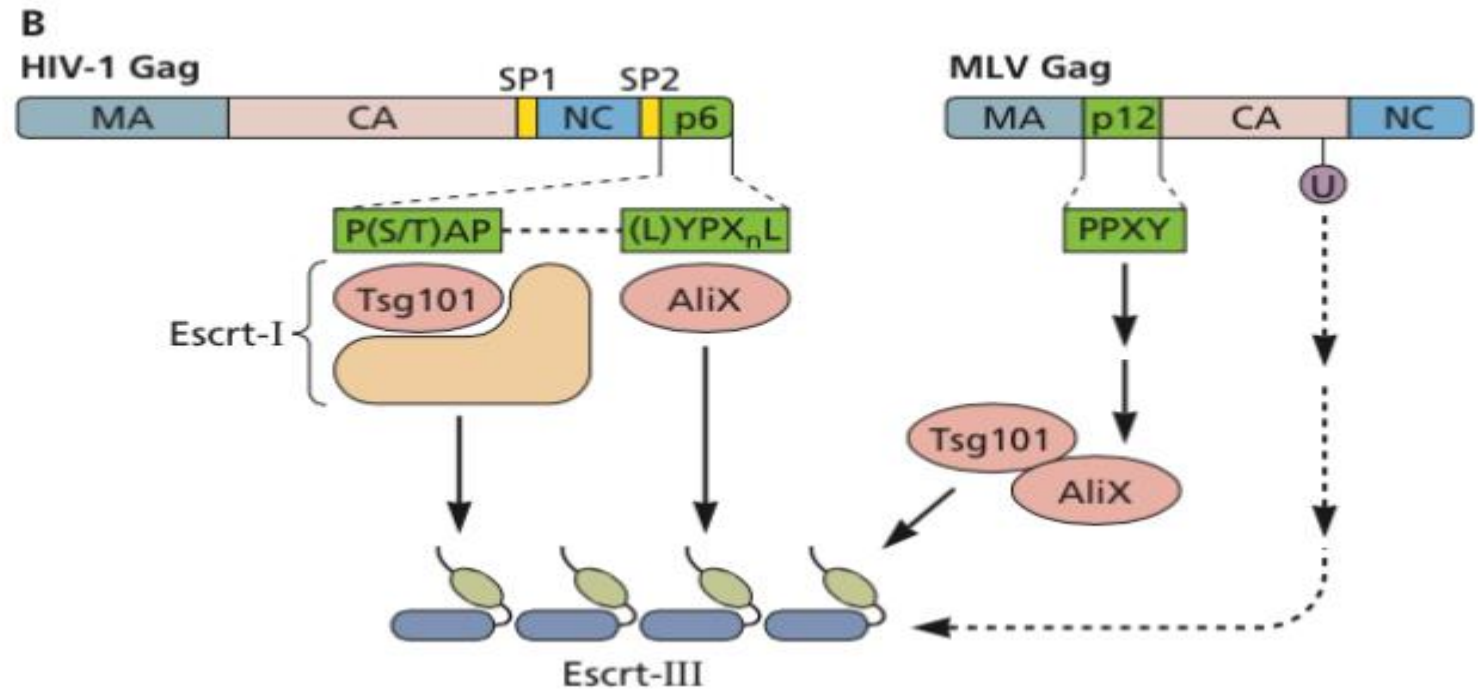 B
HIV-1 Gag
MLV Gag
SP1 SP2
MA CA NC p6
MA p12 CA NC
U
P(S/T)AP (L)YPXnL
PPXY
Tsg101 AliX
Escrt-I
Tsg101
AliX
Escrt-III